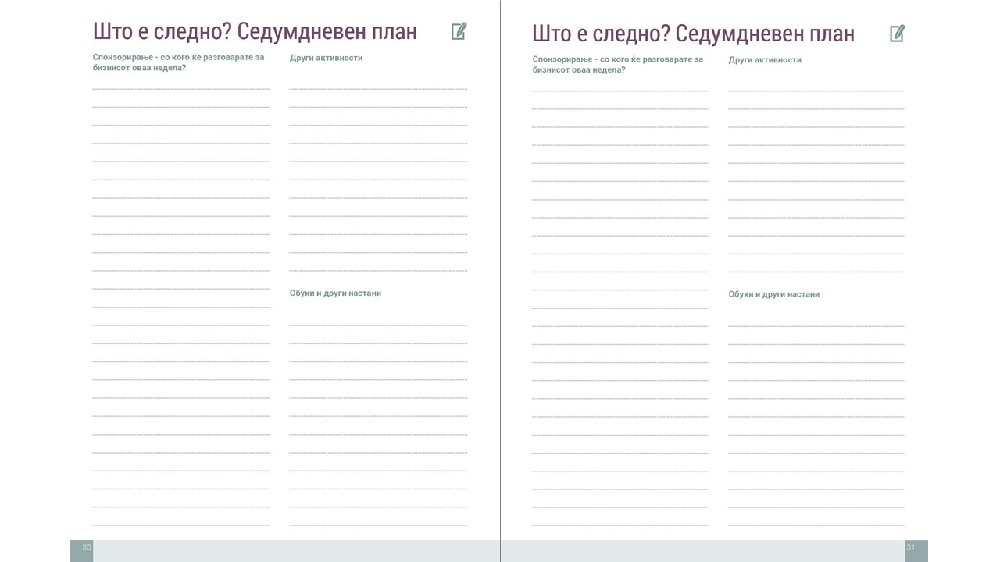 Што е следно? Седумдневен план
Спонзорирање - со кого ќе разговарате за
бизнисот оваа недела?
Други активности
Обуки и други настани
30
Што е следно? Седумдневен план
Спонзорирање - со кого ќе разговарате за
бизнисот оваа недела?
Други активности
Обуки и други настани
31